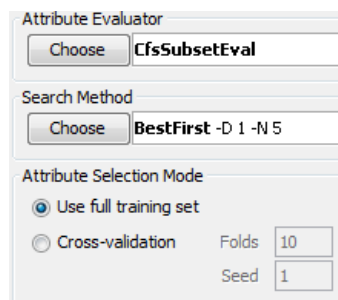 Attribute Evaluator
Choose CfsSubsetEval
Search Method
Choose BestFirst -D 1 -N 5
Attribute Selection Mode
Use full training set
Cross-validation Folds 10
Seed 1